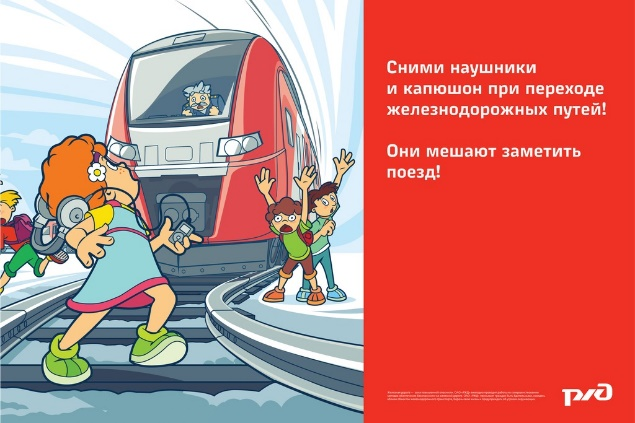 Сними наушники
и капюшон при переходе
железнодорожных путей!
Они мешают заметить
поезд!
ржд